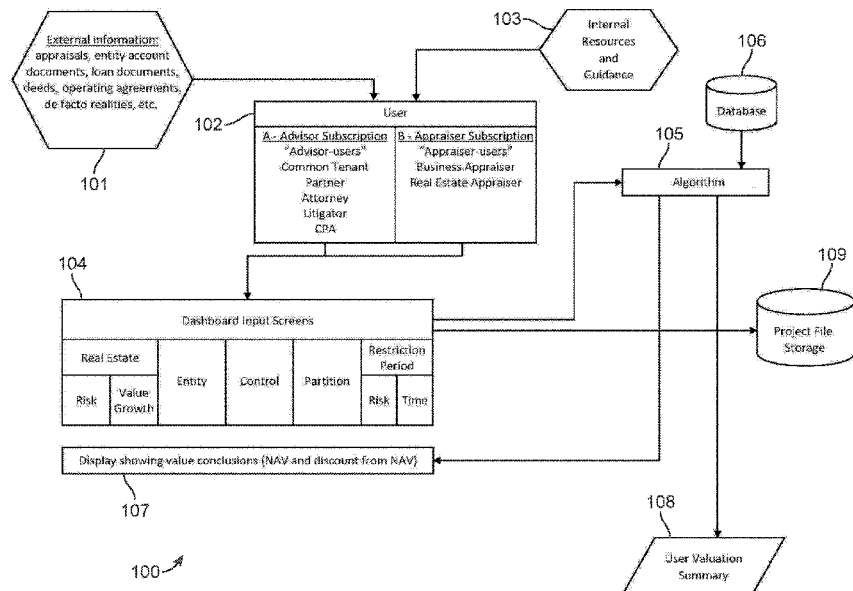 103
External Information:
appraisals, entity account
documents, loan documents,
deeds, operating agreements,
de facto realities, etc.
101
Internal
Resources
and
Guidance
106
Database
102
User
A - Advisor Subscription
"Advisor-users"
Common Tenant
Partner
Attorney
Litigator
CPA
B - Appraiser Subscription
"Appraiser-users"
Business Appraiser
Real Estate Appraiser
105
Algorithm
104
Dashboard Input Screens
Real Estate
Risk
Value
Growth
Entity
Control
Partition
Restriction
Period
Risk
Time
109
Project File
Storage
Display showing value conclusions (NAV and discount from NAV)
107
108
User Valuation
Summary
100